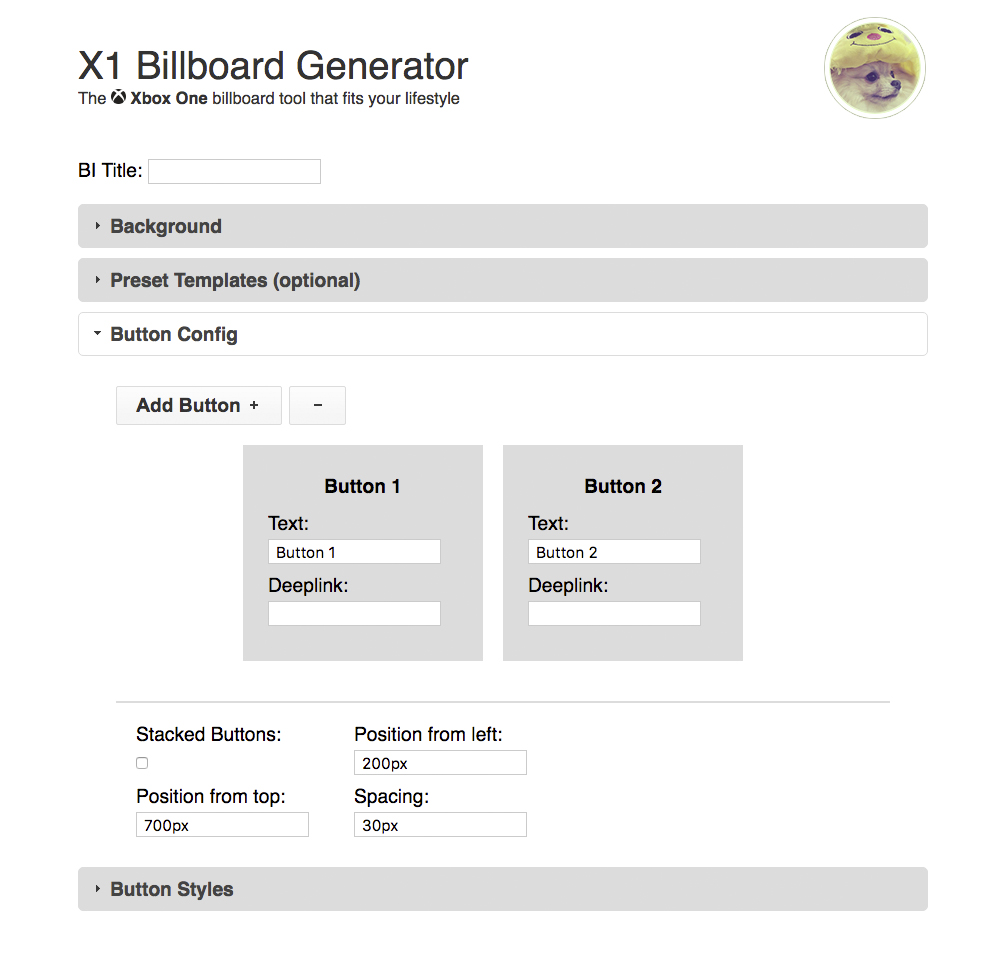 X1 Billboard Generator
The Xbox One billboard tool that fits your lifestyle
BI Title:
Background
Preset Templates (optional)
Button Config
Add Button + −
Button 1
Text:
Button 1
Deeplink:
Button 2
Text:
Button 2
Deeplink:
Stacked Buttons:
Position from left:
200px
Position from top:
700px
Spacing:
30px
Button Styles